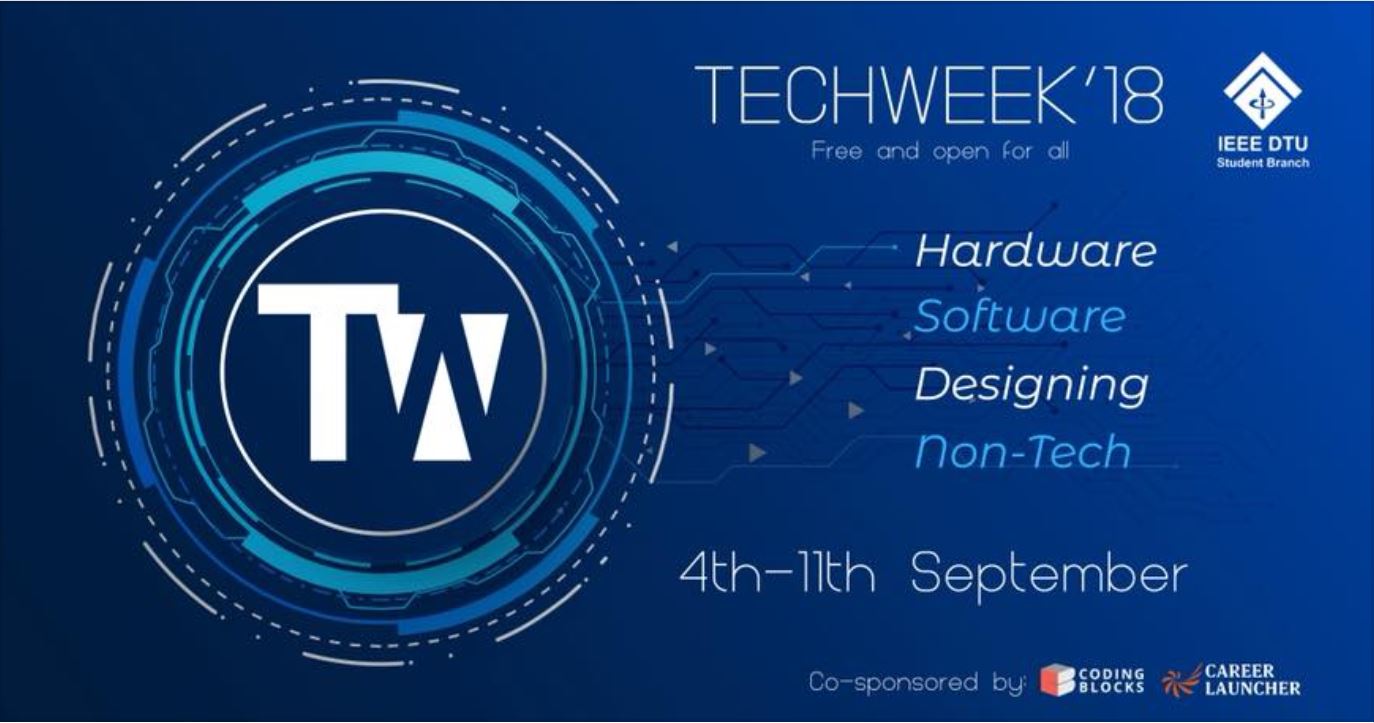 TECHWEEK'18
Free and open for all
IEEE DTU
Student Branch
TW
Hardware
Software
Designing
Non-Tech
4th-11th September
Co-sponsored by: CODING BLOCKS CAREER LAUNCHER